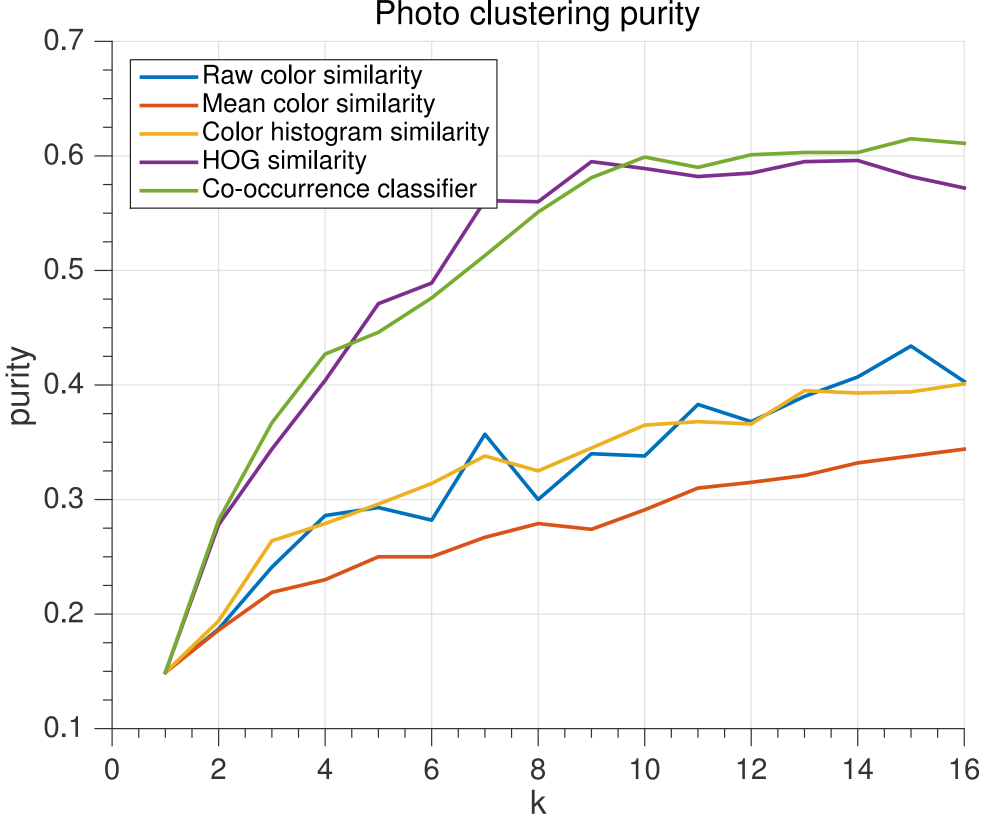 Photo clustering purity
0.7
0.6
0.5
0.4
0.3
0.2
0.1
purity
Raw color similarity
Mean color similarity
Color histogram similarity
HOG similarity
Co-occurrence classifier
0 2 4 6 8 10 12 14 16
k